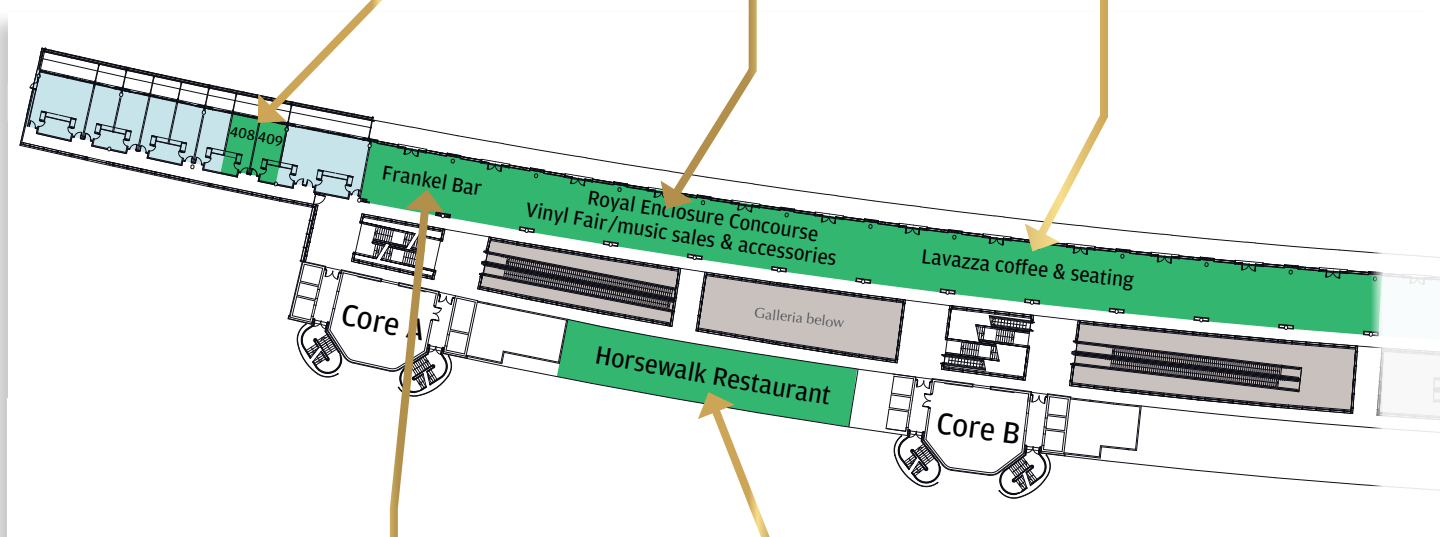 408 409
Frankel Bar
Royal Enclosure Concourse
Vinyl Fair/music sales & accessories
Lavazza coffee & seating
Galleria below
Core A
Horsewalk Restaurant
Core B